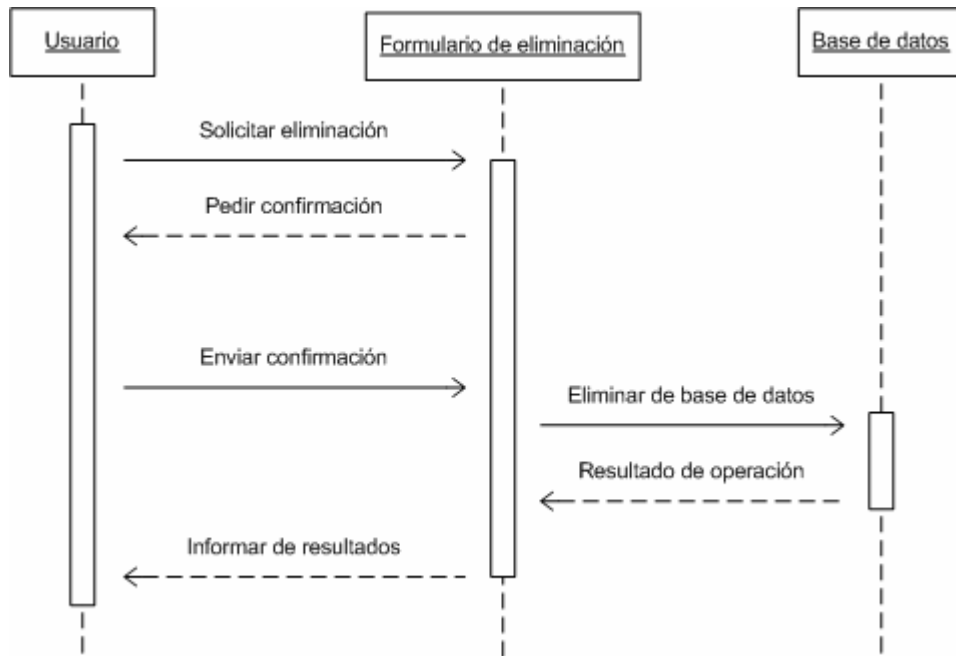 Usuario
Formulario de eliminación
Base de datos
Solicitar eliminación
Pedir confirmación
Enviar confirmación
Eliminar de base de datos
Resultado de operación
Informar de resultados